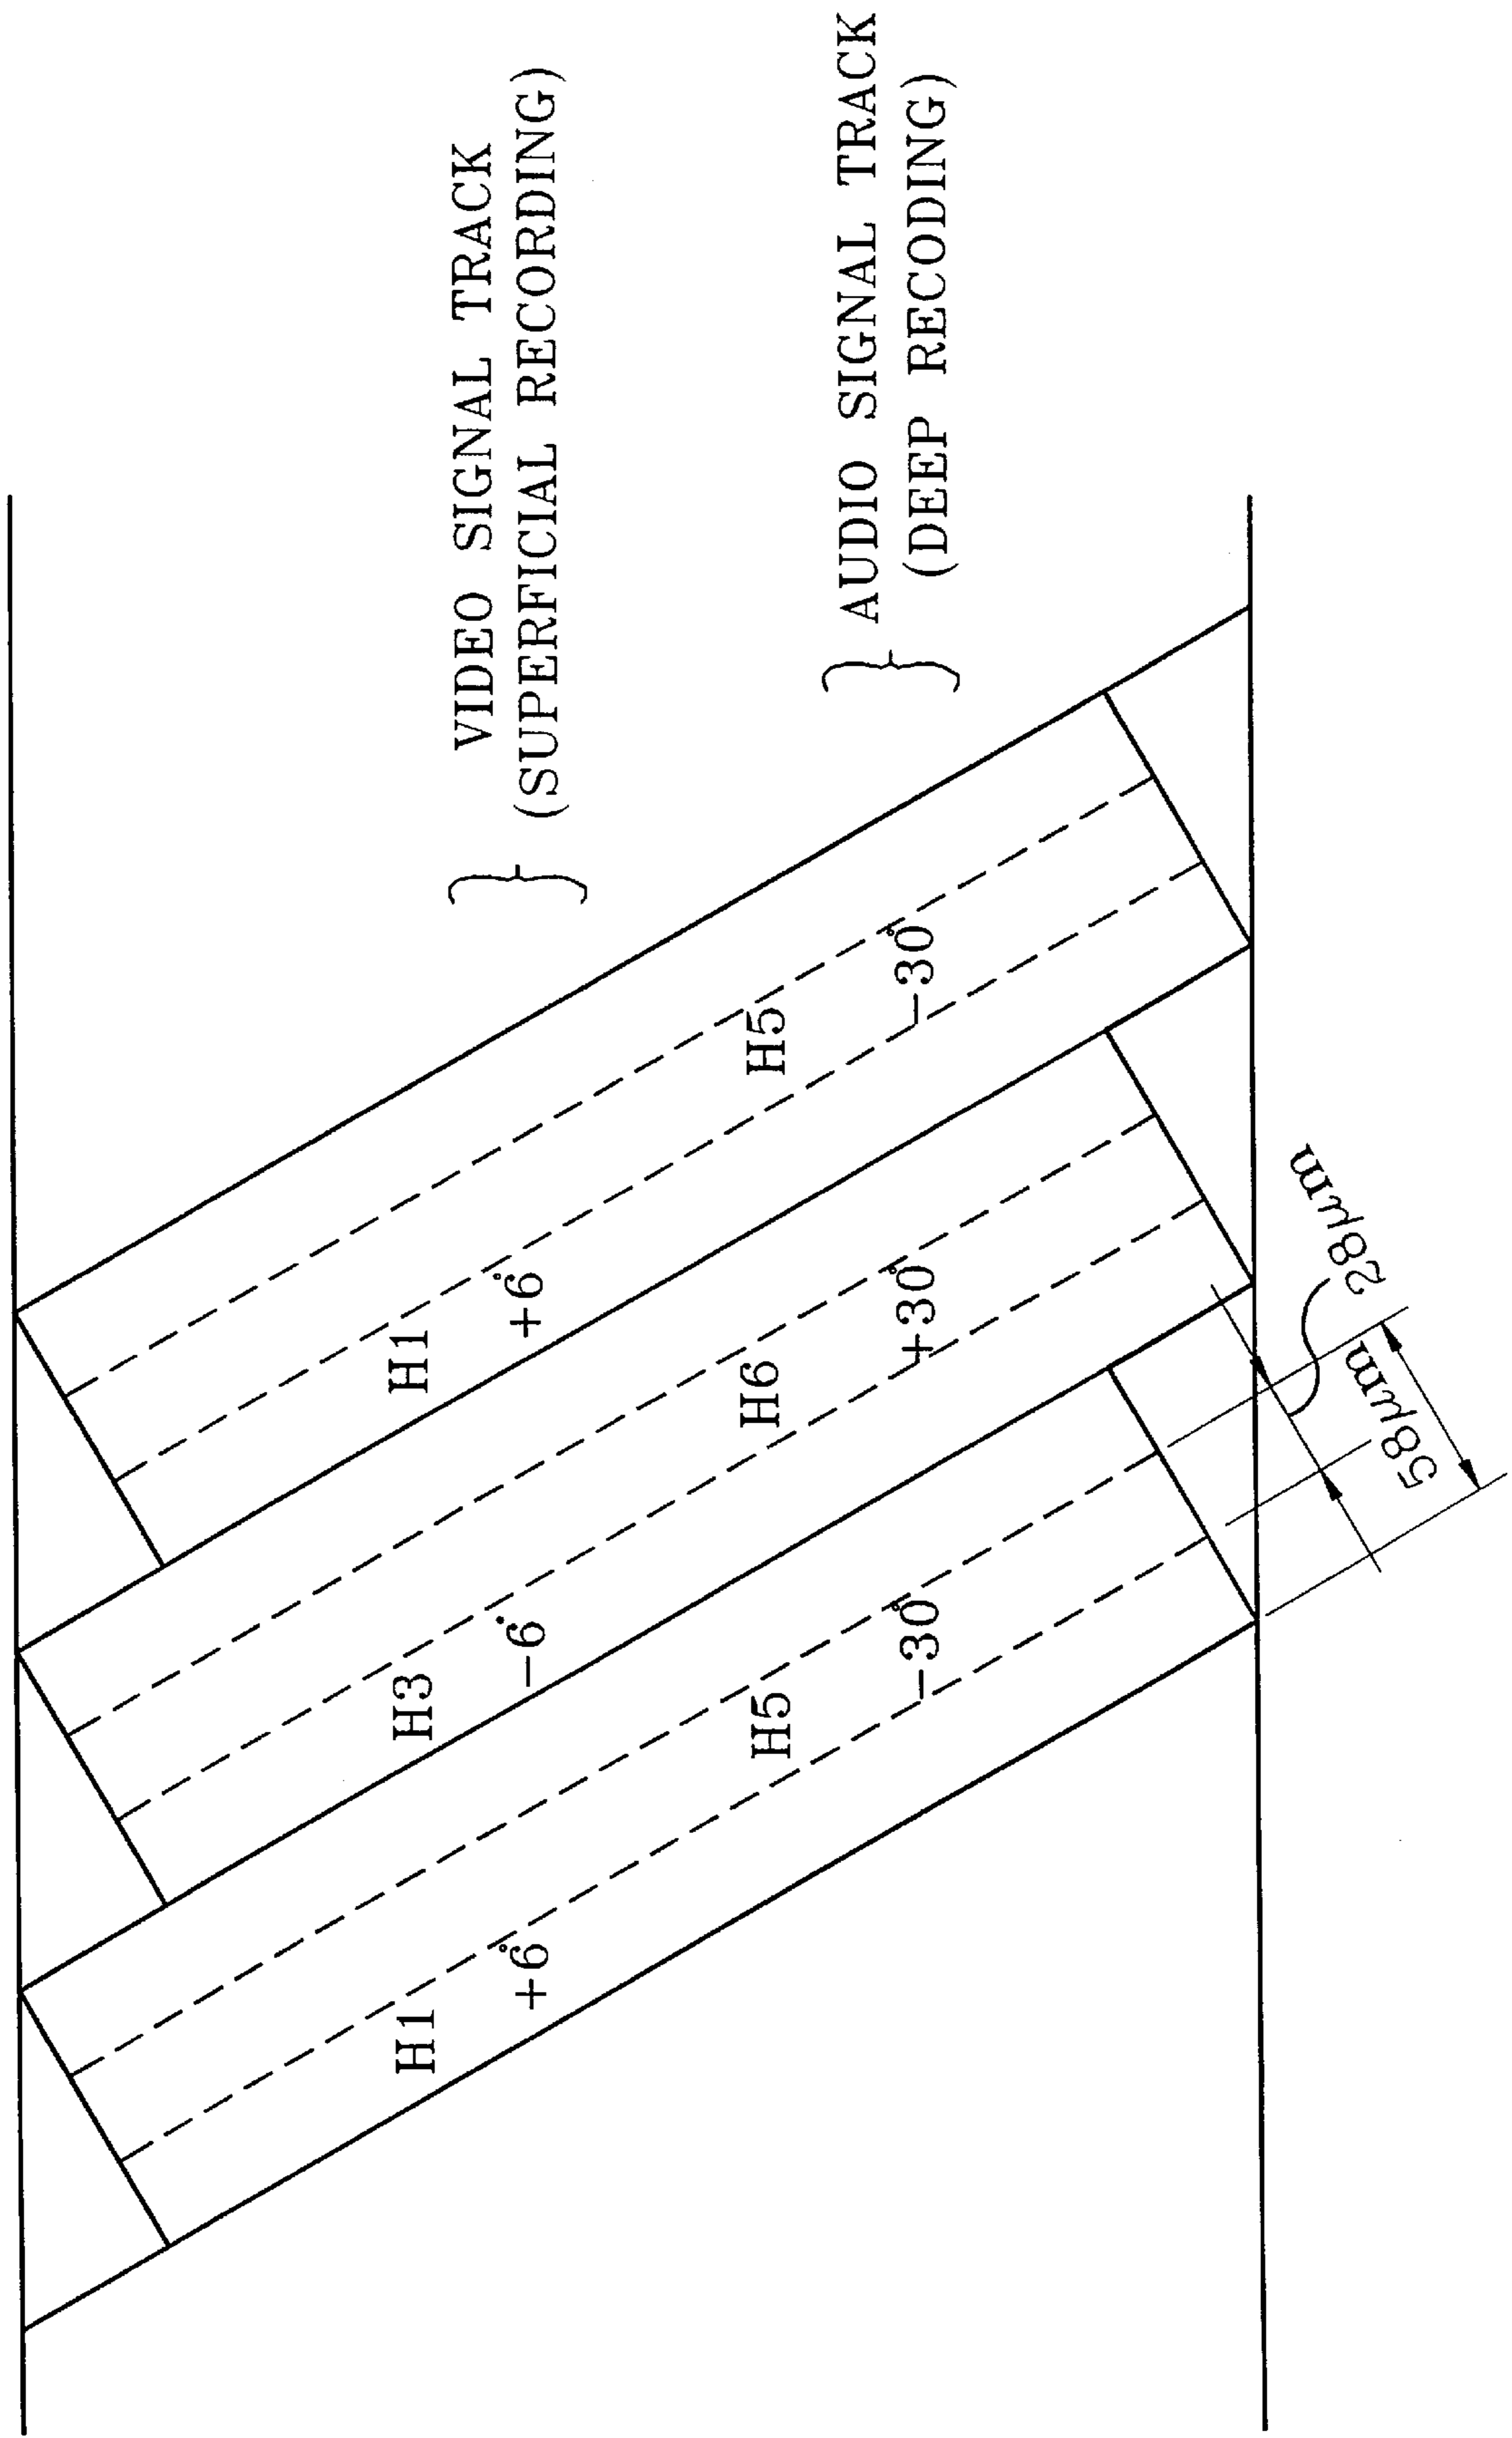 H1 H3 H1
VIDEO SIGNAL TRACK
+6° -6° +6°
(SUPERFICIAL RECORDING)
H5 H6 H5
AUDIO SIGNAL TRACK
-30° +30° -30°
(DEEP RECODING)
28μm
58μm